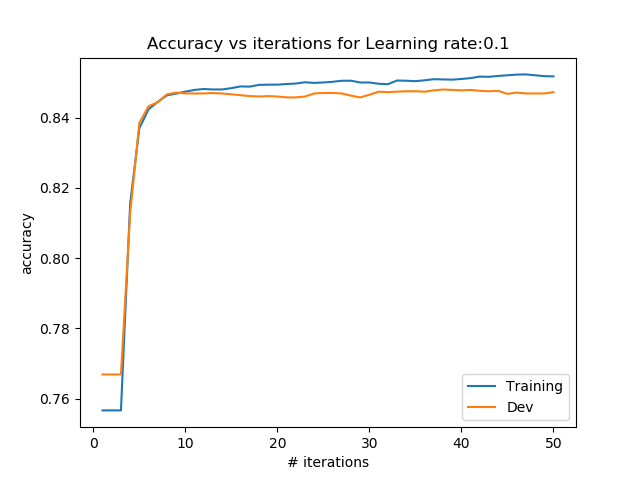 Accuracy vs iterations for Learning rate:0.1
accuracy
0.84
0.82
0.80
0.78
0.76
0 10 20 30 40 50
# iterations
Training
Dev